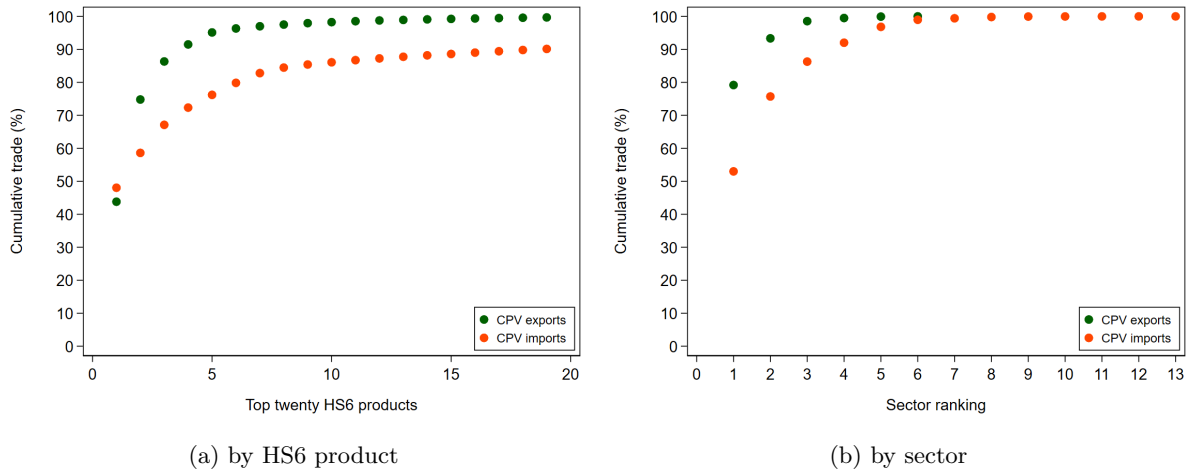 100
90
80
70
60
50
40
30
20
10
0
Cumulative trade (%)
0 5 10 15 20
Top twenty HS6 products
CPV exports
CPV imports
(a) by HS6 product
100
90
80
70
60
50
40
30
20
10
0
Cumulative trade (%)
0 1 2 3 4 5 6 7 8 9 10 11 12 13
Sector ranking
CPV exports
CPV imports
(b) by sector